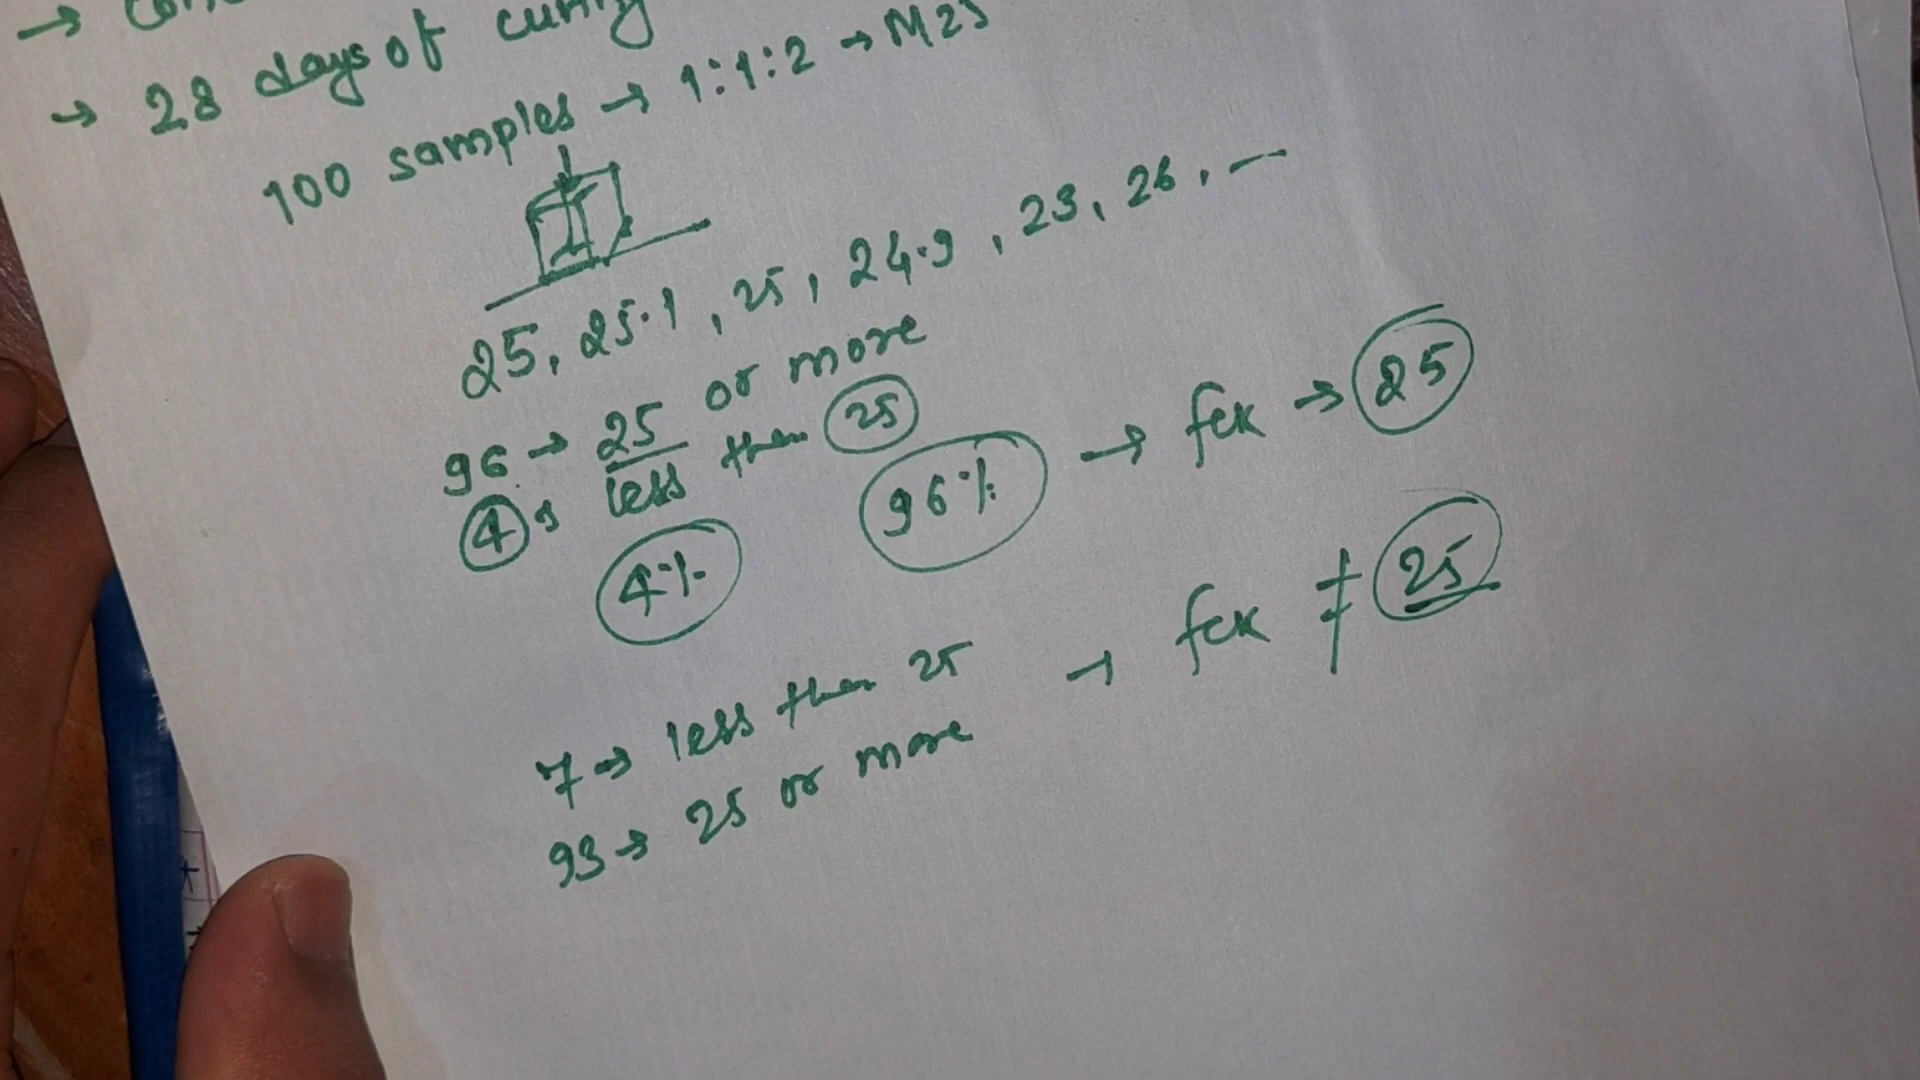 → 28 days of curing
100 samples → 1:1:2 → M25
25, 25.1, 25, 24.9, 23, 26, —
96 → 25 or more
4 → less than 25
4% 96% → fck → 25
7 → less than 25 → fck ≠ 25
93 → 25 or more